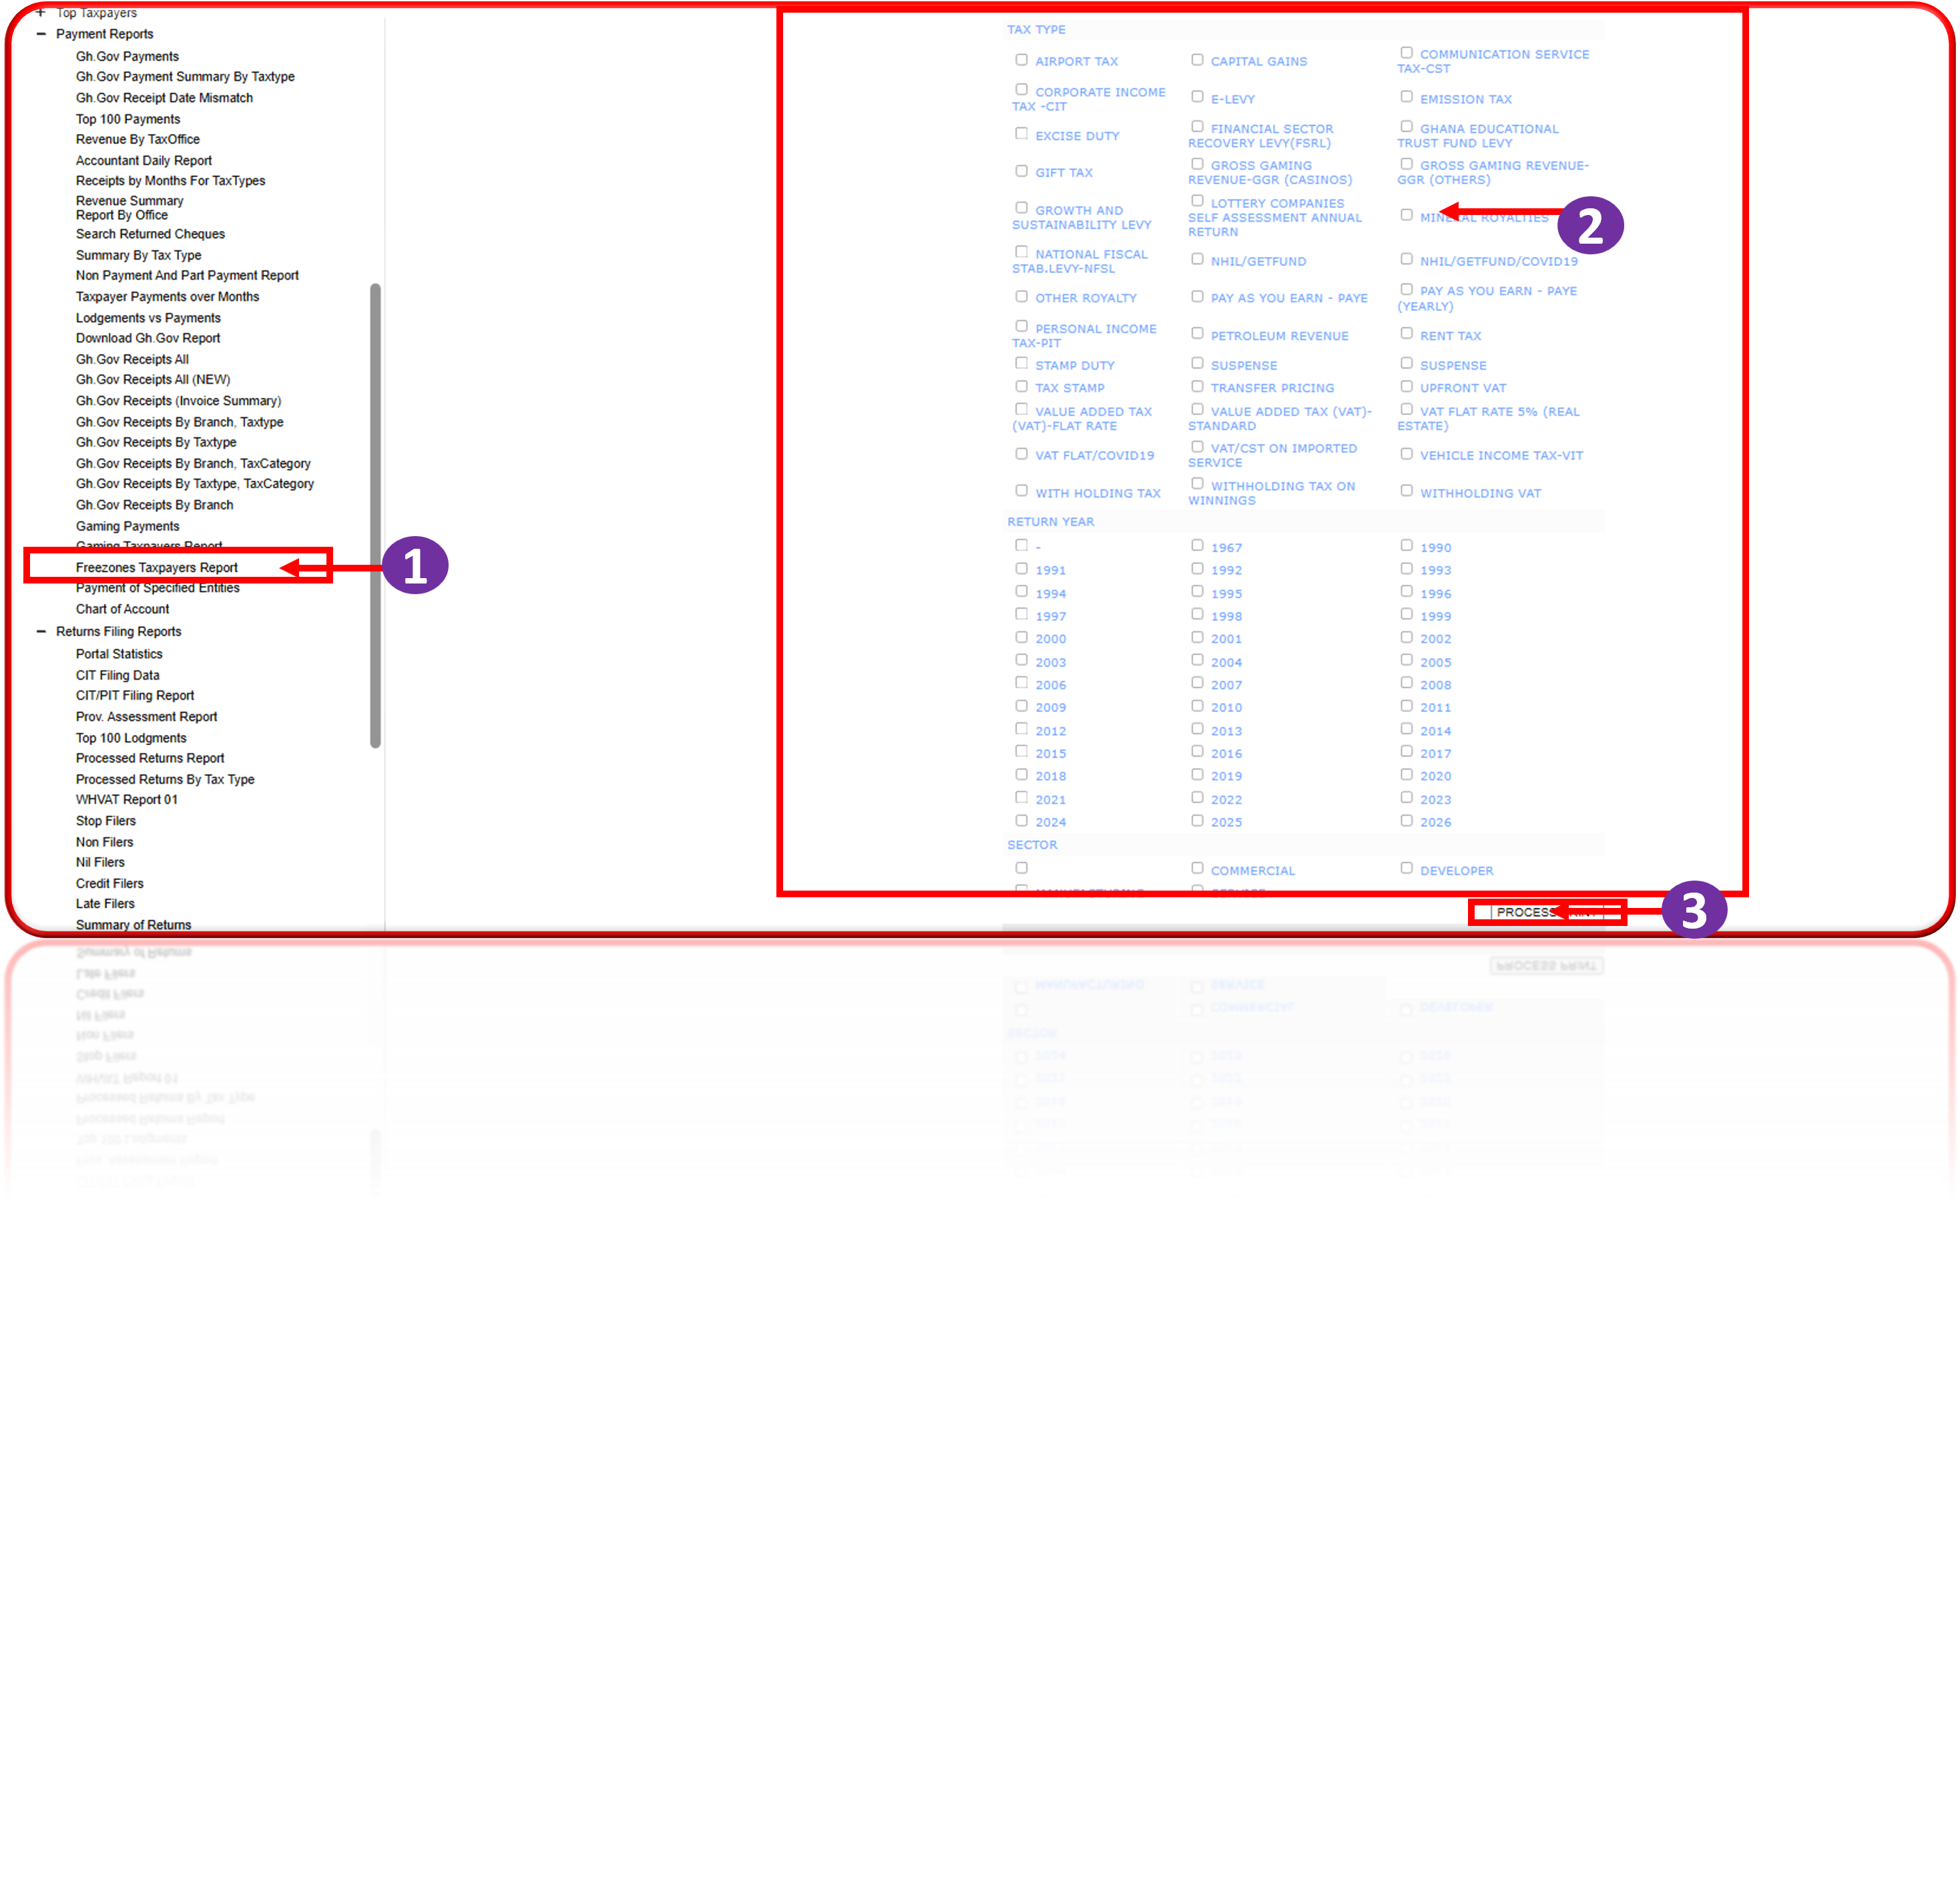 Top Taxpayers
Payment Reports
Gh.Gov Payments
Gh.Gov Payment Summary By Taxtype
Gh.Gov Receipt Date Mismatch
Top 100 Payments
Revenue By TaxOffice
Accountant Daily Report
Receipts by Months For TaxTypes
Revenue Summary
Report By Office
Search Returned Cheques
Summary By Tax Type
Non Payment And Part Payment Report
Taxpayer Payments over Months
Lodgements vs Payments
Download Gh.Gov Report
Gh.Gov Receipts All
Gh.Gov Receipts All (NEW)
Gh.Gov Receipts (Invoice Summary)
Gh.Gov Receipts By Branch, Taxtype
Gh.Gov Receipts By Taxtype
Gh.Gov Receipts By Branch, TaxCategory
Gh.Gov Receipts By Taxtype, TaxCategory
Gh.Gov Receipts By Branch
Gaming Payments
Gaming Taxpayers Report
Freezones Taxpayers Report
1
Payment of Specified Entities
Chart of Account
Returns Filing Reports
Portal Statistics
CIT Filing Data
CIT/PIT Filing Report
Prov. Assessment Report
Top 100 Lodgments
Processed Returns Report
Processed Returns By Tax Type
WHVAT Report 01
Stop Filers
Non Filers
Nil Filers
Credit Filers
Late Filers
Summary of Returns
TAX TYPE
AIRPORT TAX
CAPITAL GAINS
COMMUNICATION SERVICE
TAX-CST
CORPORATE INCOME
TAX -CIT
E-LEVY
EMISSION TAX
EXCISE DUTY
FINANCIAL SECTOR
RECOVERY LEVY(FSRL)
GHANA EDUCATIONAL
TRUST FUND LEVY
GIFT TAX
GROSS GAMING
REVENUE-GGR (CASINOS)
GROSS GAMING REVENUE-
GGR (OTHERS)
GROWTH AND
SUSTAINABILITY LEVY
LOTTERY COMPANIES
SELF ASSESSMENT ANNUAL
RETURN
MINERAL ROYALTIES
2
NATIONAL FISCAL
STAB.LEVY-NFSL
NHIL/GETFUND
NHIL/GETFUND/COVID19
OTHER ROYALTY
PAY AS YOU EARN - PAYE
PAY AS YOU EARN - PAYE
(YEARLY)
PERSONAL INCOME
TAX-PIT
PETROLEUM REVENUE
RENT TAX
STAMP DUTY
SUSPENSE
SUSPENSE
TAX STAMP
TRANSFER PRICING
UPFRONT VAT
VALUE ADDED TAX
(VAT)-FLAT RATE
VALUE ADDED TAX (VAT)-
STANDARD
VAT FLAT RATE 5% (REAL
ESTATE)
VAT FLAT/COVID19
VAT/CST ON IMPORTED
SERVICE
VEHICLE INCOME TAX-VIT
WITH HOLDING TAX
WITHHOLDING TAX ON
WINNINGS
WITHHOLDING VAT
RETURN YEAR
-
1967
1990
1991
1992
1993
1994
1995
1996
1997
1998
1999
2000
2001
2002
2003
2004
2005
2006
2007
2008
2009
2010
2011
2012
2013
2014
2015
2016
2017
2018
2019
2020
2021
2022
2023
2024
2025
2026
SECTOR
COMMERCIAL
DEVELOPER
MANUFACTURING
SERVICE
PROCESS PRINT
3